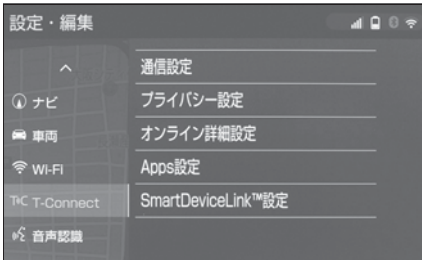 設定・編集
通信設定
プライバシー設定
オンライン詳細設定
Apps設定
SmartDeviceLink™設定
ナビ
車両
Wi-Fi
T-Connect
音声認識